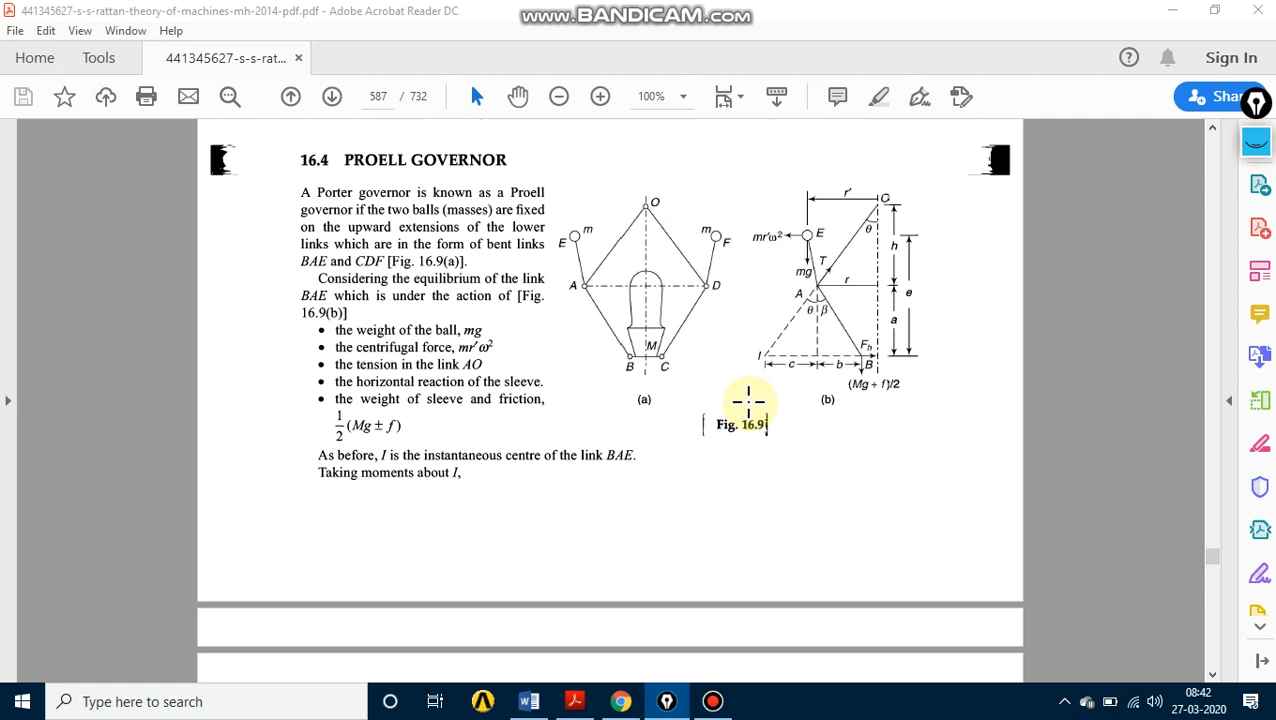 441345627-s-s-rattan-theory-of-machines-mh-2014-pdf.pdf - Adobe Acrobat Reader DC
www.BANDICAM.com
File Edit View Window Help
Home Tools 441345627-s-s-rat... × Sign In
587 / 732 100% Shar
16.4 PROELL GOVERNOR
A Porter governor is known as a Proell
governor if the two balls (masses) are fixed
on the upward extensions of the lower
links which are in the form of bent links
BAE and CDF [Fig. 16.9(a)].
Considering the equilibrium of the link
BAE which is under the action of [Fig.
16.9(b)]
• the weight of the ball, mg
• the centrifugal force, mr′ω²
• the tension in the link AO
• the horizontal reaction of the sleeve.
• the weight of sleeve and friction,
1/2 (Mg ± f)
As before, I is the instantaneous centre of the link BAE.
Taking moments about I,
O
m m
E F
A D
M
B C
(a)
r′
θ
mr′ω² E
h
T
mg
r e
A
θ β a
I Fh
c b B
(Mg + f)/2
(b)
Fig. 16.9
Type here to search
08:42
27-03-2020